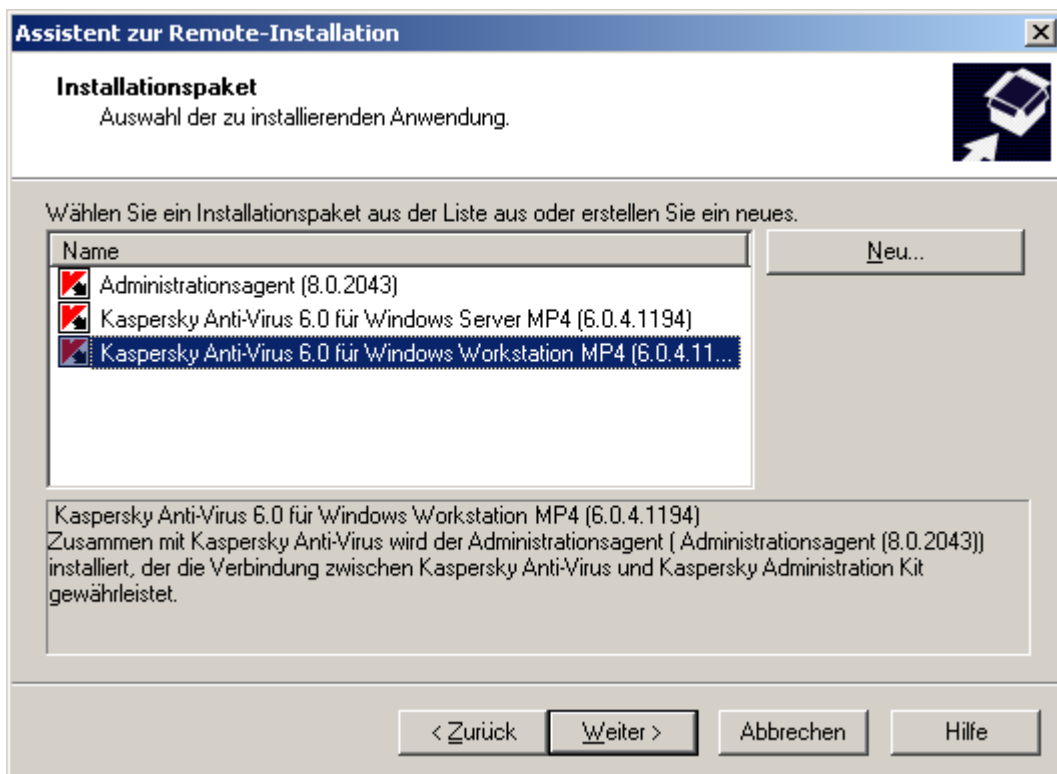 Assistent zur Remote-Installation
Installationspaket
Auswahl der zu installierenden Anwendung.
Wählen Sie ein Installationspaket aus der Liste aus oder erstellen Sie ein neues.
Name
Neu...
Administrationsagent (8.0.2043)
Kaspersky Anti-Virus 6.0 für Windows Server MP4 (6.0.4.1194)
Kaspersky Anti-Virus 6.0 für Windows Workstation MP4 (6.0.4.11...
Kaspersky Anti-Virus 6.0 für Windows Workstation MP4 (6.0.4.1194)
Zusammen mit Kaspersky Anti-Virus wird der Administrationsagent ( Administrationsagent (8.0.2043))
installiert, der die Verbindung zwischen Kaspersky Anti-Virus und Kaspersky Administration Kit
gewährleistet.
< Zurück
Weiter >
Abbrechen
Hilfe